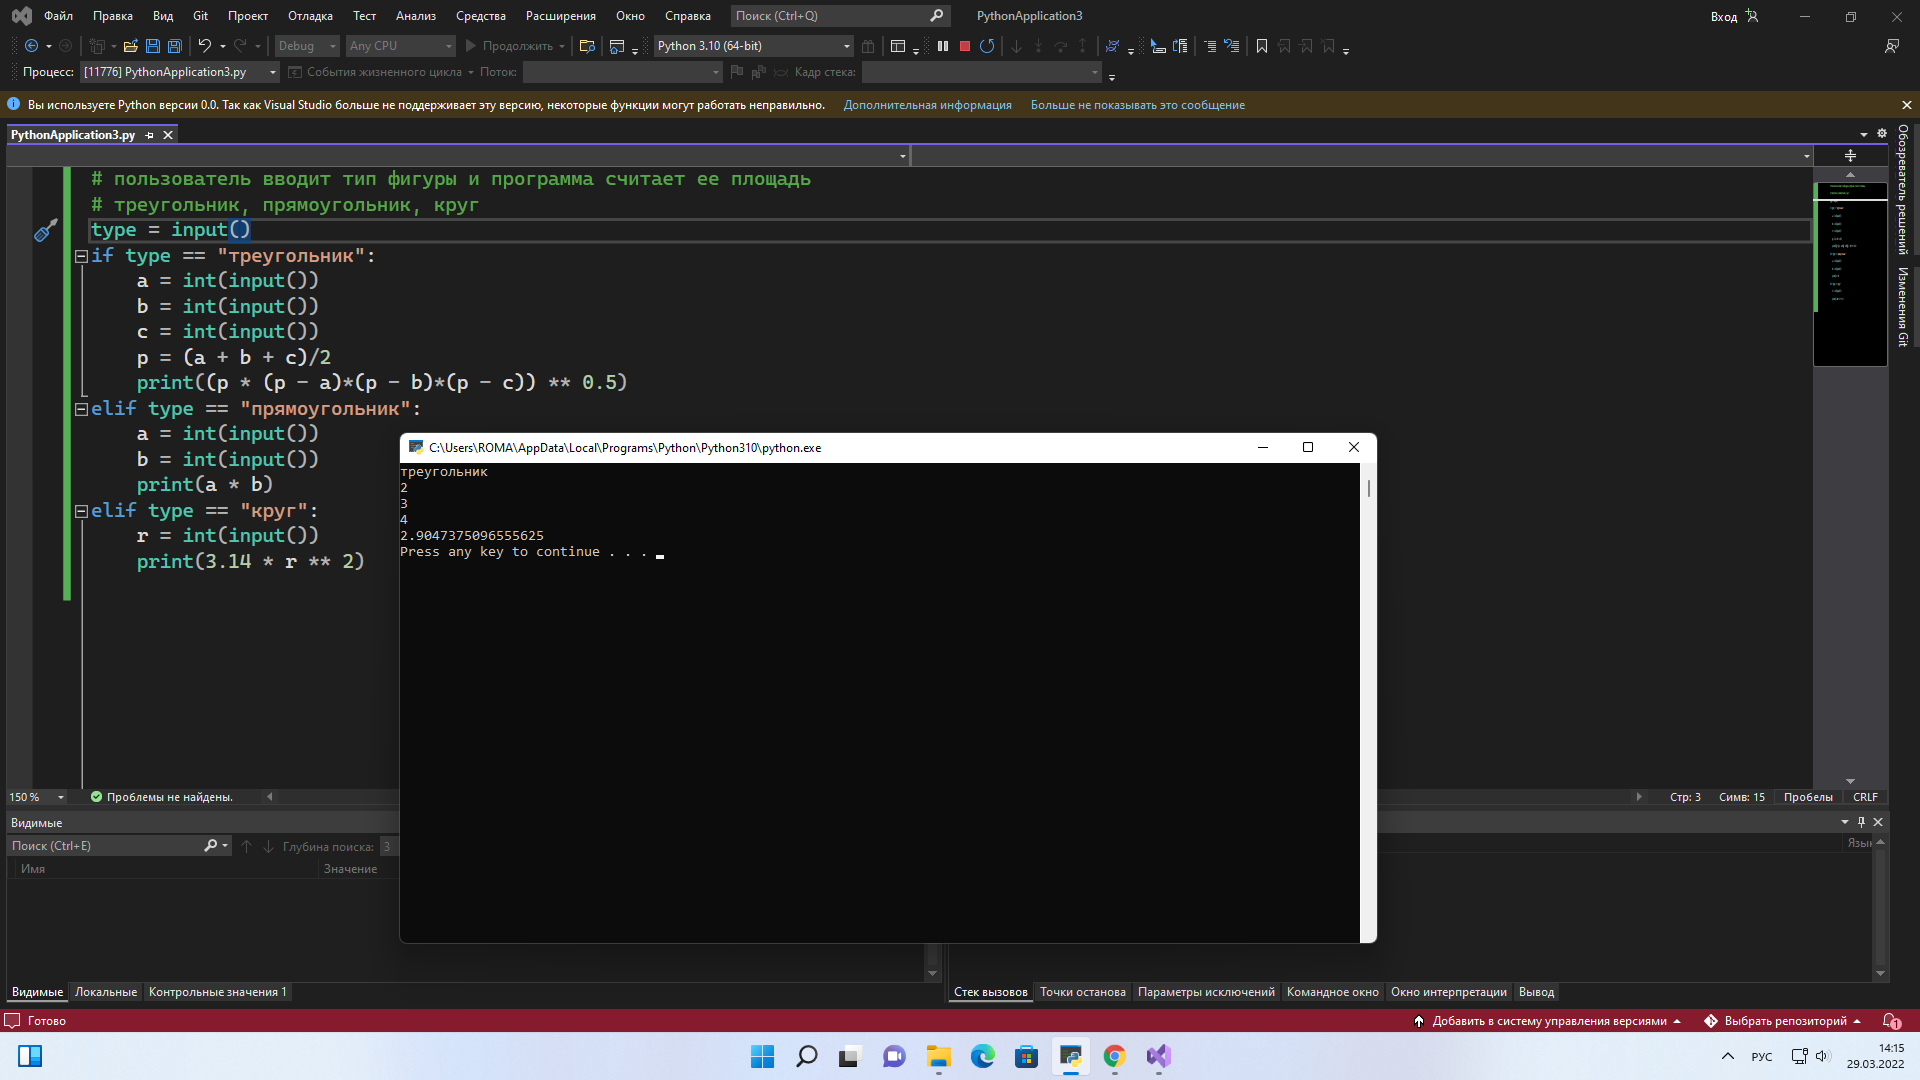 Файл Правка Вид Git Проект Отладка Тест Анализ Средства Расширения Окно Справка Поиск (Ctrl+Q) PythonApplication3 Вход
Debug Any CPU Продолжить Python 3.10 (64-bit)
Процесс: [11776] PythonApplication3.py События жизненного цикла Поток: Кадр стека:
Вы используете Python версии 0.0. Так как Visual Studio больше не поддерживает эту версию, некоторые функции могут работать неправильно. Дополнительная информация Больше не показывать это сообщение
PythonApplication3.py
Обозреватель решений
Изменения Git
# пользователь вводит тип фигуры и программа считает ее площадь
# треугольник, прямоугольник, круг
type = input()
if type == "треугольник":
a = int(input())
b = int(input())
c = int(input())
p = (a + b + c)/2
print((p * (p - a)*(p - b)*(p - c)) ** 0.5)
elif type == "прямоугольник":
a = int(input())
b = int(input())
print(a * b)
elif type == "круг":
r = int(input())
print(3.14 * r ** 2)
C:\Users\ROMA\AppData\Local\Programs\Python\Python310\python.exe
треугольник
2
3
4
2.9047375096555625
Press any key to continue . . .
150 % Проблемы не найдены. Стр: 3 Симв: 15 Пробелы CRLF
Видимые
Поиск (Ctrl+E) Глубина поиска: 3
Имя Значение
Язык
Видимые Локальные Контрольные значения 1
Стек вызовов Точки останова Параметры исключений Командное окно Окно интерпретации Вывод
Готово Добавить в систему управления версиями Выбрать репозиторий 1
РУС 14:15
29.03.2022